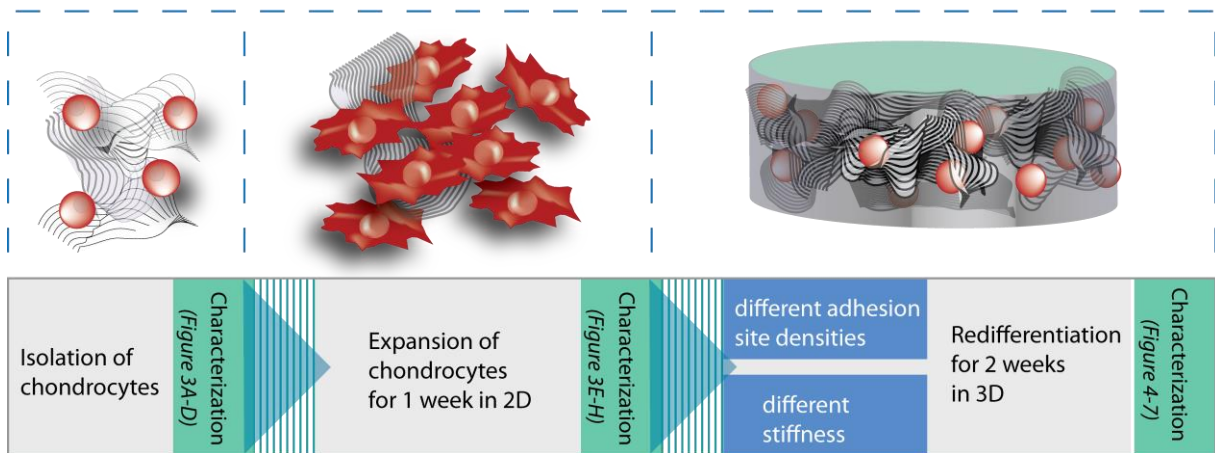 Isolation of
chondrocytes
Characterization
(Figure 3A-D)
Expansion of
chondrocytes
for 1 week in 2D
Characterization
(Figure 3E-H)
different adhesion
site densities
different
stiffness
Redifferentiation
for 2 weeks
in 3D
Characterization
(Figure 4-7)